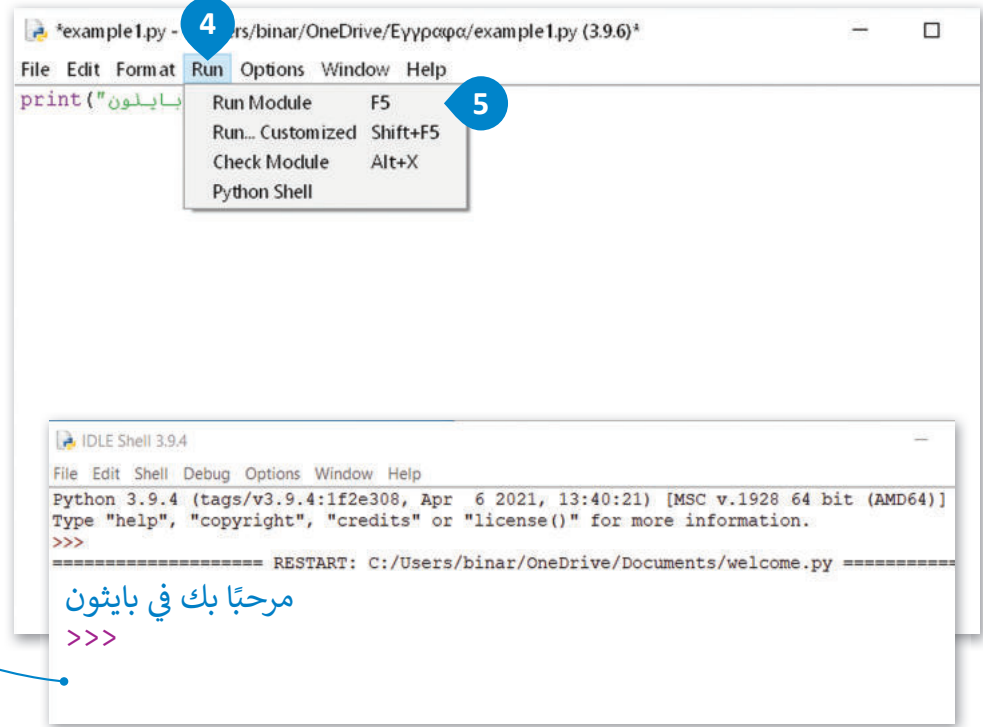 *example1.py - ers/binar/OneDrive/Έγγραφα/example1.py (3.9.6)*
4
File Edit Format Run Options Window Help
print("بايثون
Run Module F5
5
Run... Customized Shift+F5
Check Module Alt+X
Python Shell
IDLE Shell 3.9.4
File Edit Shell Debug Options Window Help
Python 3.9.4 (tags/v3.9.4:1f2e308, Apr 6 2021, 13:40:21) [MSC v.1928 64 bit (AMD64)]
Type "help", "copyright", "credits" or "license()" for more information.
>>>
==================== RESTART: C:/Users/binar/OneDrive/Documents/welcome.py ===========
مرحبًا بك في بايثون
>>>